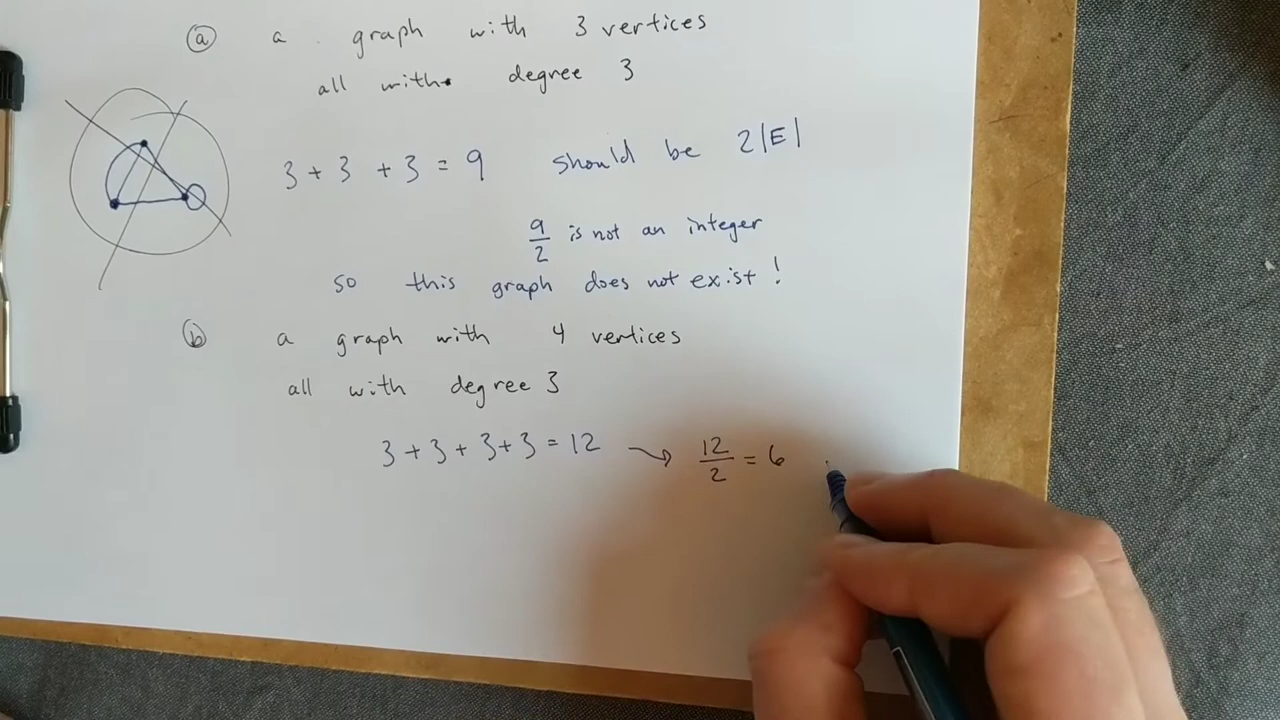 (a) a graph with 3 vertices
all with degree 3
3 + 3 + 3 = 9 should be 2|E|
9/2 is not an integer
so this graph does not exist!
(b) a graph with 4 vertices
all with degree 3
3 + 3 + 3 + 3 = 12 ⟶ 12/2 = 6